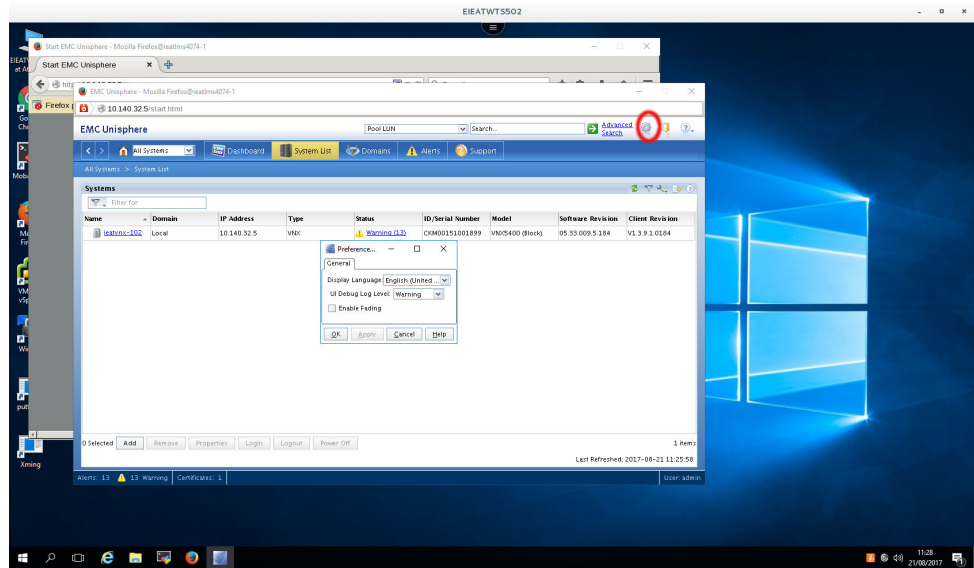 EIEATWTS502
Start EMC Unisphere - Mozilla Firefox@ieatlms4074-1
Start EMC Unisphere
EMC Unisphere - Mozilla Firefox@ieatlms4074-1
Firefox
10.140.32.5/start.html
EMC Unisphere
Pool LUN
Search...
Advanced Search
All Systems
Dashboard
System List
Domains
Alerts
Support
All Systems > System List
Systems
Filter for
Name Domain IP Address Type Status ID/Serial Number Model Software Revision Client Revision
ieatvnx-102 Local 10.140.32.5 VNX Warning (13) CKM00151001899 VNX5400 (Block) 05.33.009.5.184 V1.3.9.1.0184
Preference...
General
Display Language: English (United ...
UI Debug Log Level: Warning
Enable Fading
OK Apply Cancel Help
0 Selected Add Remove Properties Login Logout Power Off 1 items
Last Refreshed: 2017-08-21 11:25:58
Alerts: 13 13 Warning Certificates: 1 User: admin
Xming
11:28
21/08/2017